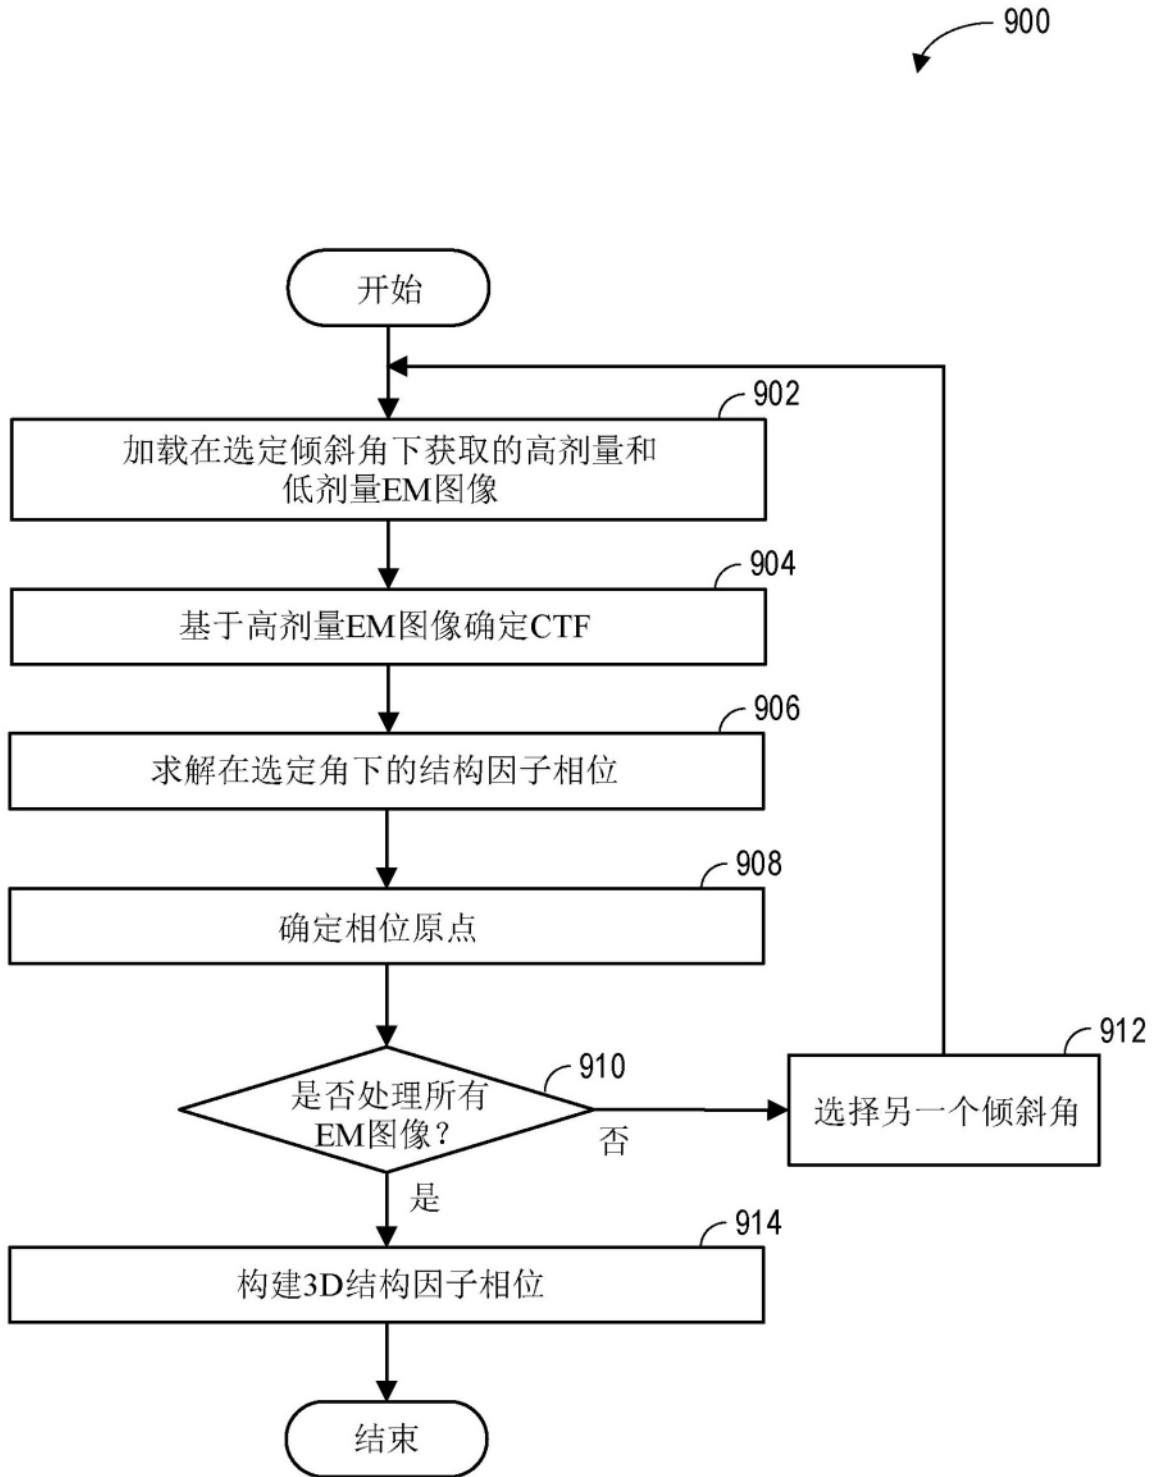 900
开始
902
加载在选定倾斜角下获取的高剂量和
低剂量EM图像
904
基于高剂量EM图像确定CTF
906
求解在选定角下的结构因子相位
908
确定相位原点
910
是否处理所有
EM图像?
否
912
选择另一个倾斜角
是
914
构建3D结构因子相位
结束